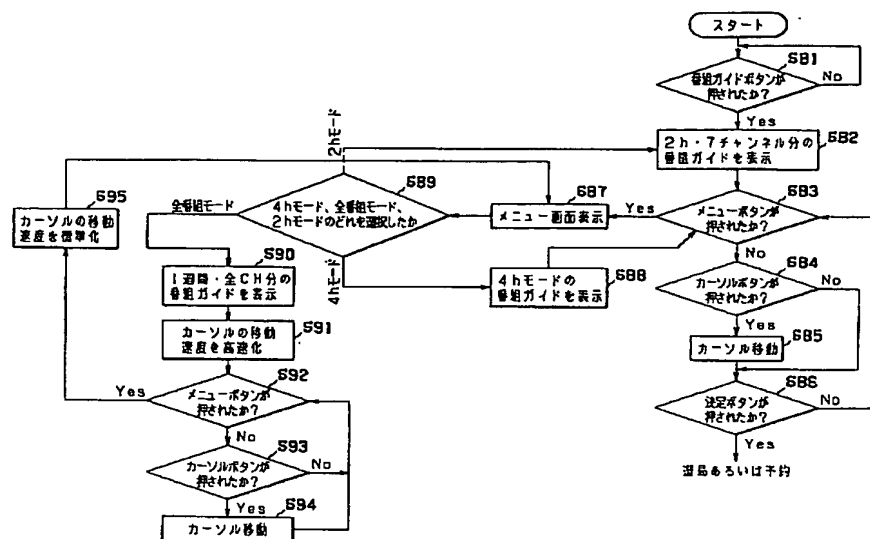 スタート
S81
番組ガイドボタンが
押されたか?
No
Yes
S82
2h・7チャンネル分の
番組ガイドを表示
S83
メニューボタンが
押されたか?
Yes
No
S84
カーソルボタンが
押されたか?
No
Yes
S85
カーソル移動
S86
決定ボタンが
押されたか?
No
Yes
選局あるいは予約
S87
メニュー画面表示
S88
4hモードの
番組ガイドを表示
S89
4hモード、全番組モード、
2hモードのどれを選択したか
2hモード
全番組モード
4hモード
S90
1週間・全CH分の
番組ガイドを表示
S91
カーソルの移動
速度を高速化
S92
メニューボタンが
押されたか?
Yes
No
S93
カーソルボタンが
押されたか?
No
Yes
S94
カーソル移動
S95
カーソルの移動
速度を標準化